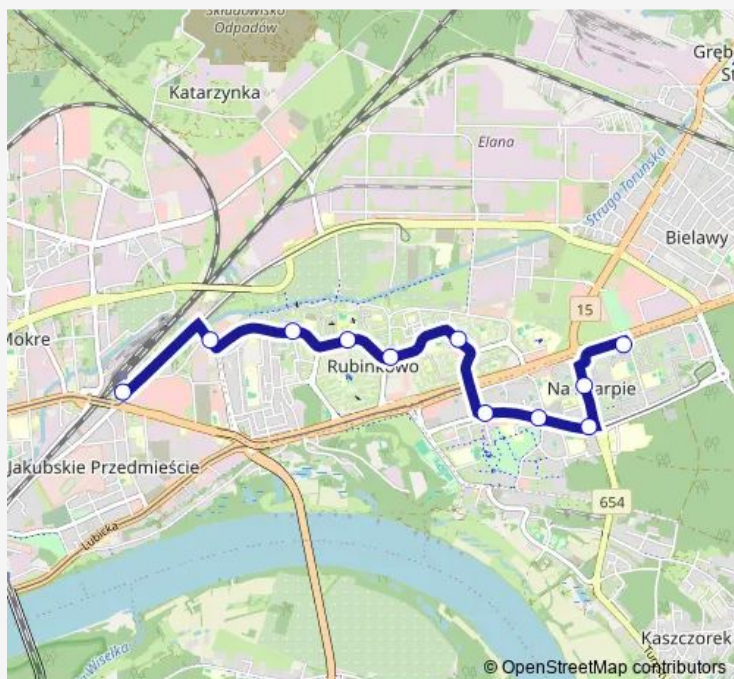 Składowisko
Odpadów
Katarzynka
Elana
Struga Toruńska
Bielawy
15
Mokre
Rubinkowo
Na Skarpie
Jakubskie Przedmieście
Lubicka
654
Kaszczorek
© OpenStreetMap contributors